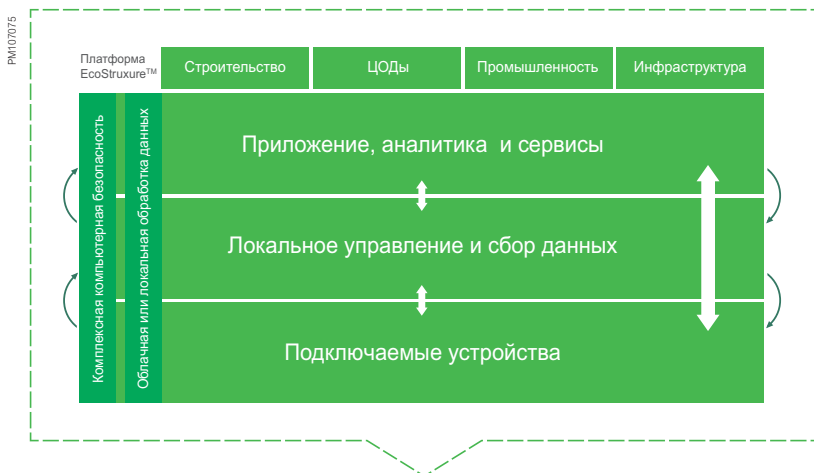 PM107075
Платформа
EcoStruxure™
Строительство
ЦОДы
Промышленность
Инфраструктура
Комплексная компьютерная безопасность
Облачная или локальная обработка данных
Приложение, аналитика и сервисы
Локальное управление и сбор данных
Подключаемые устройства